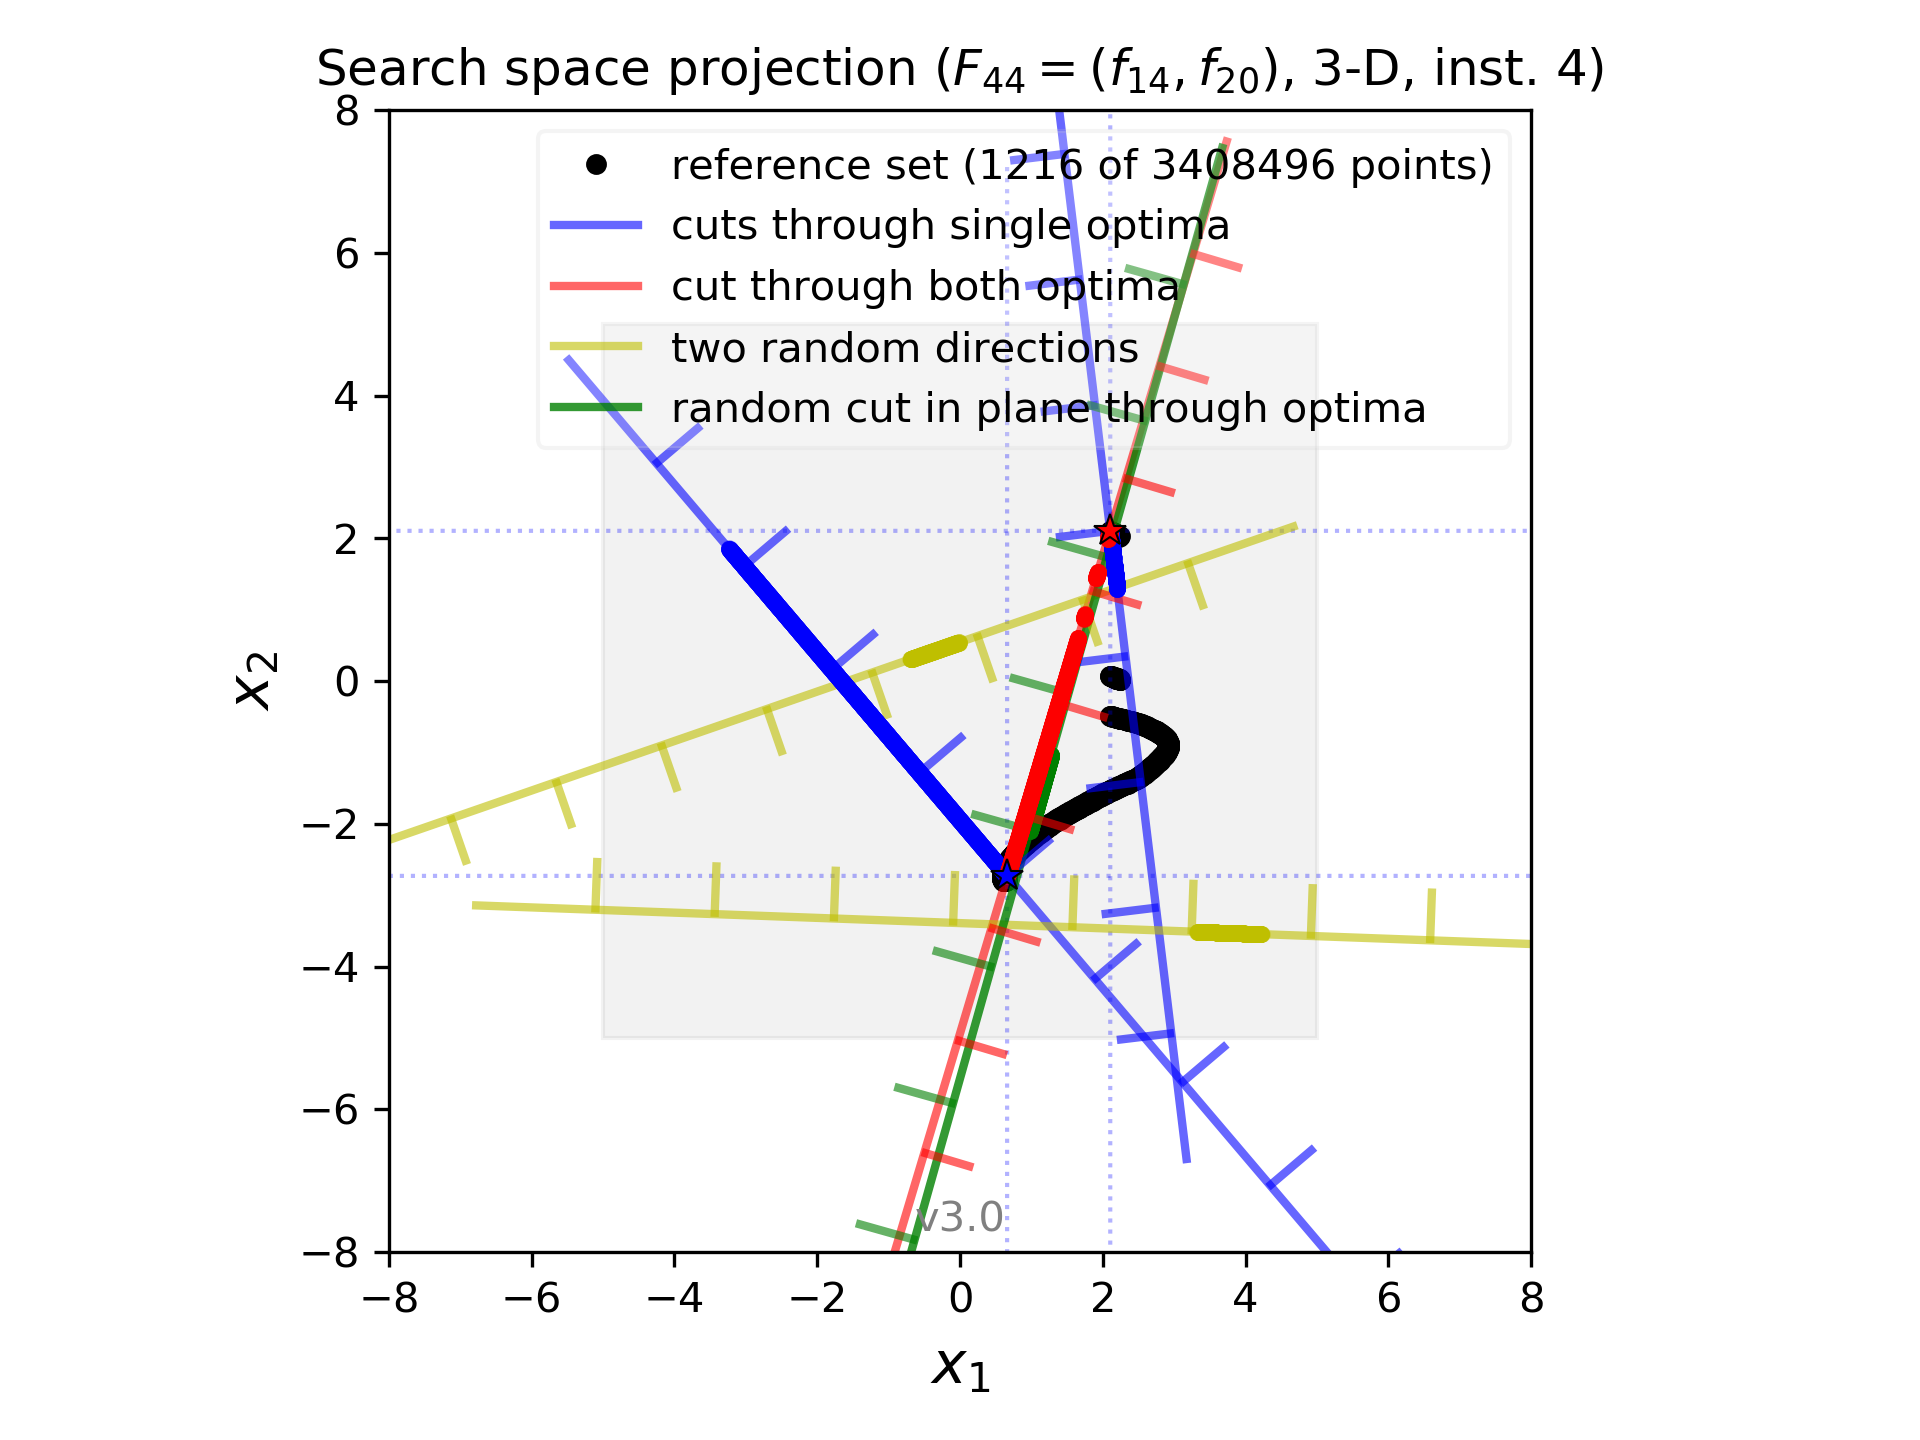 Search space projection (F44 = (f14, f20), 3-D, inst. 4)
reference set (1216 of 3408496 points)
cuts through single optima
cut through both optima
two random directions
random cut in plane through optima
8
6
4
2
0
−2
−4
−6
−8
x2
v3.0
−8 −6 −4 −2 0 2 4 6 8
x1